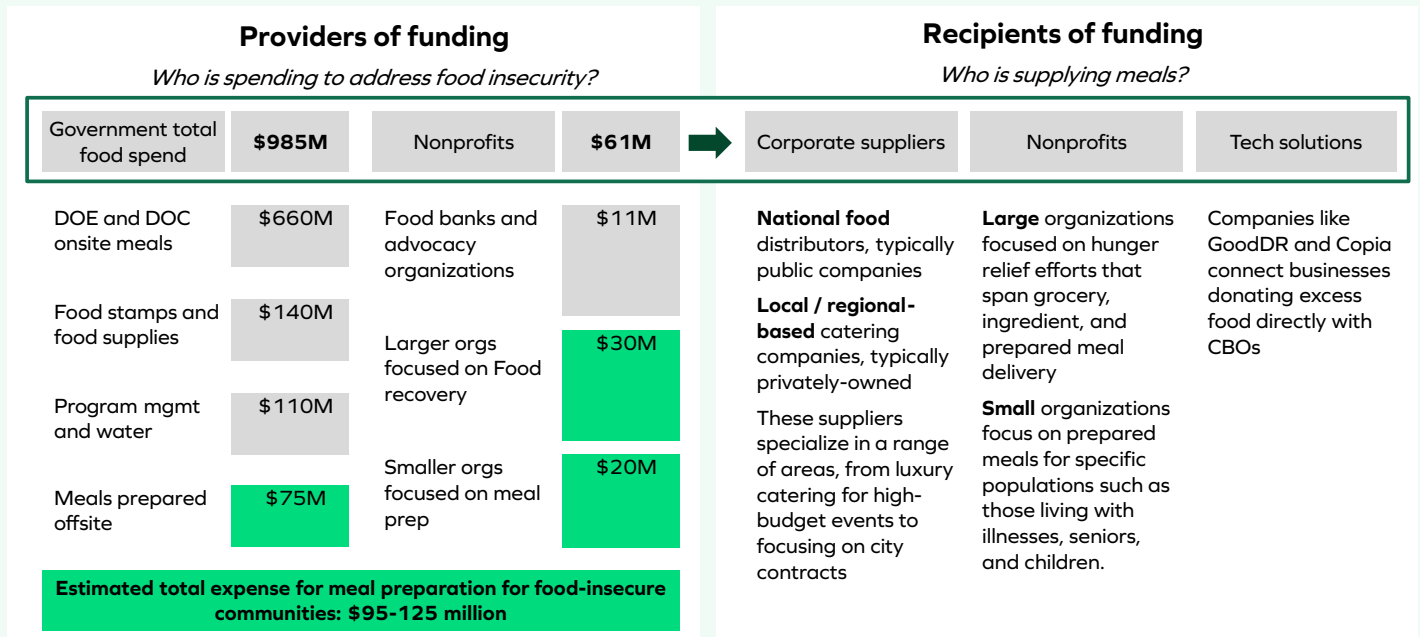 Providers of funding
Who is spending to address food insecurity?
Government total
food spend
$985M
Nonprofits
$61M
DOE and DOC
onsite meals
$660M
Food stamps and
food supplies
$140M
Program mgmt
and water
$110M
Meals prepared
offsite
$75M
Food banks and
advocacy
organizations
$11M
Larger orgs
focused on Food
recovery
$30M
Smaller orgs
focused on meal
prep
$20M
Estimated total expense for meal preparation for food-insecure
communities: $95-125 million
Recipients of funding
Who is supplying meals?
Corporate suppliers
Nonprofits
Tech solutions
National food
distributors, typically
public companies
Local / regional-
based catering
companies, typically
privately-owned
These suppliers
specialize in a range
of areas, from luxury
catering for high-
budget events to
focusing on city
contracts
Large organizations
focused on hunger
relief efforts that
span grocery,
ingredient, and
prepared meal
delivery
Small organizations
focus on prepared
meals for specific
populations such as
those living with
illnesses, seniors,
and children.
Companies like
GoodDR and Copia
connect businesses
donating excess
food directly with
CBOs